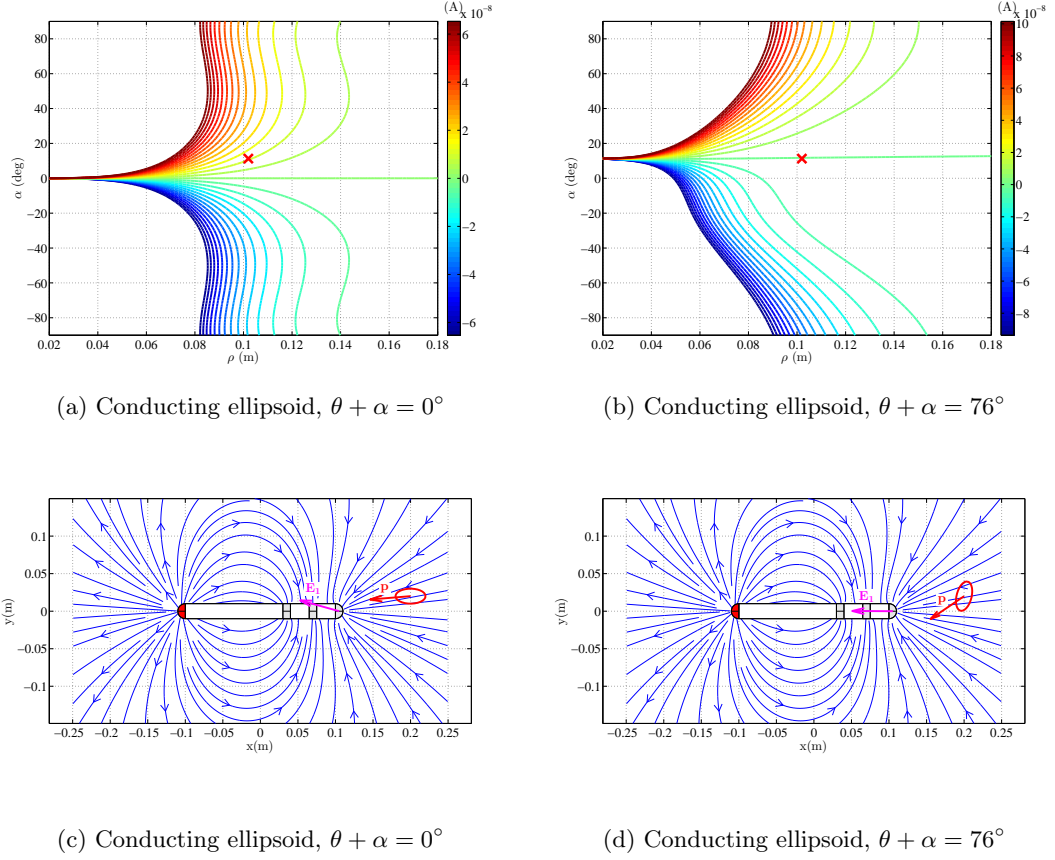 (A)
x 10⁻⁸
80
60
40
20
0
−20
−40
−60
−80
α (deg)
0.02 0.04 0.06 0.08 0.1 0.12 0.14 0.16 0.18
ρ (m)
6
4
2
0
−2
−4
−6
(A)
x 10⁻⁸
80
60
40
20
0
−20
−40
−60
−80
α (deg)
0.02 0.04 0.06 0.08 0.1 0.12 0.14 0.16 0.18
ρ (m)
10
8
6
4
2
0
−2
−4
−6
−8
(a) Conducting ellipsoid, θ + α = 0°
(b) Conducting ellipsoid, θ + α = 76°
0.1
0.05
0
−0.05
−0.1
y(m)
E₁
p
−0.25 −0.2 −0.15 −0.1 −0.05 0 0.05 0.1 0.15 0.2 0.25
x(m)
0.1
0.05
0
−0.05
−0.1
y(m)
E₁
p
−0.25 −0.2 −0.15 −0.1 −0.05 0 0.05 0.1 0.15 0.2 0.25
x(m)
(c) Conducting ellipsoid, θ + α = 0°
(d) Conducting ellipsoid, θ + α = 76°